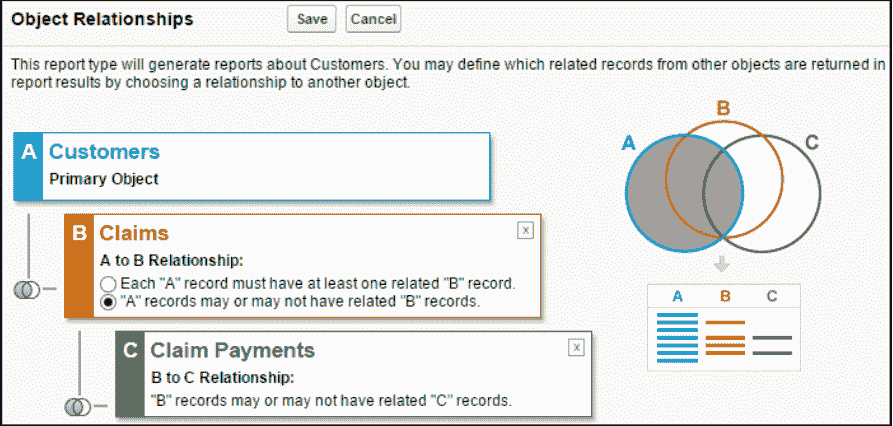 Object Relationships
Save
Cancel
This report type will generate reports about Customers. You may define which related records from other objects are returned in
report results by choosing a relationship to another object.
A Customers
Primary Object
B Claims
x
A to B Relationship:
Each "A" record must have at least one related "B" record.
"A" records may or may not have related "B" records.
C Claim Payments
x
B to C Relationship:
"B" records may or may not have related "C" records.
B
A
C
A B C